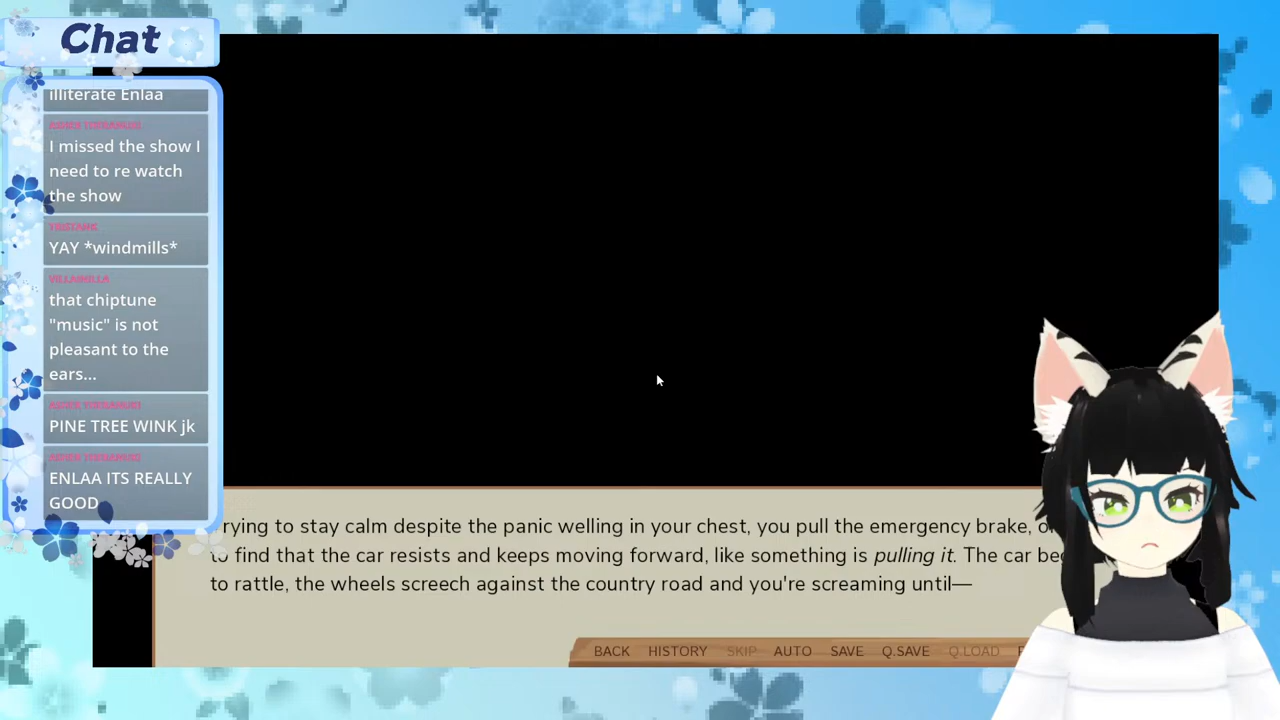 Chat
illiterate Enlaa
I missed the show I
need to re watch
the show
YAY *windmills*
VILLAINILLA
that chiptune
"music" is not
pleasant to the
ears...
PINE TREE WINK jk
ENLAA ITS REALLY
GOOD
rying to stay calm despite the panic welling in your chest, you pull the emergency brake,
to find that the car resists and keeps moving forward, like something is pulling it. The car
to rattle, the wheels screech against the country road and you're screaming until—
BACK HISTORY SKIP AUTO SAVE Q.SAVE Q.LOAD